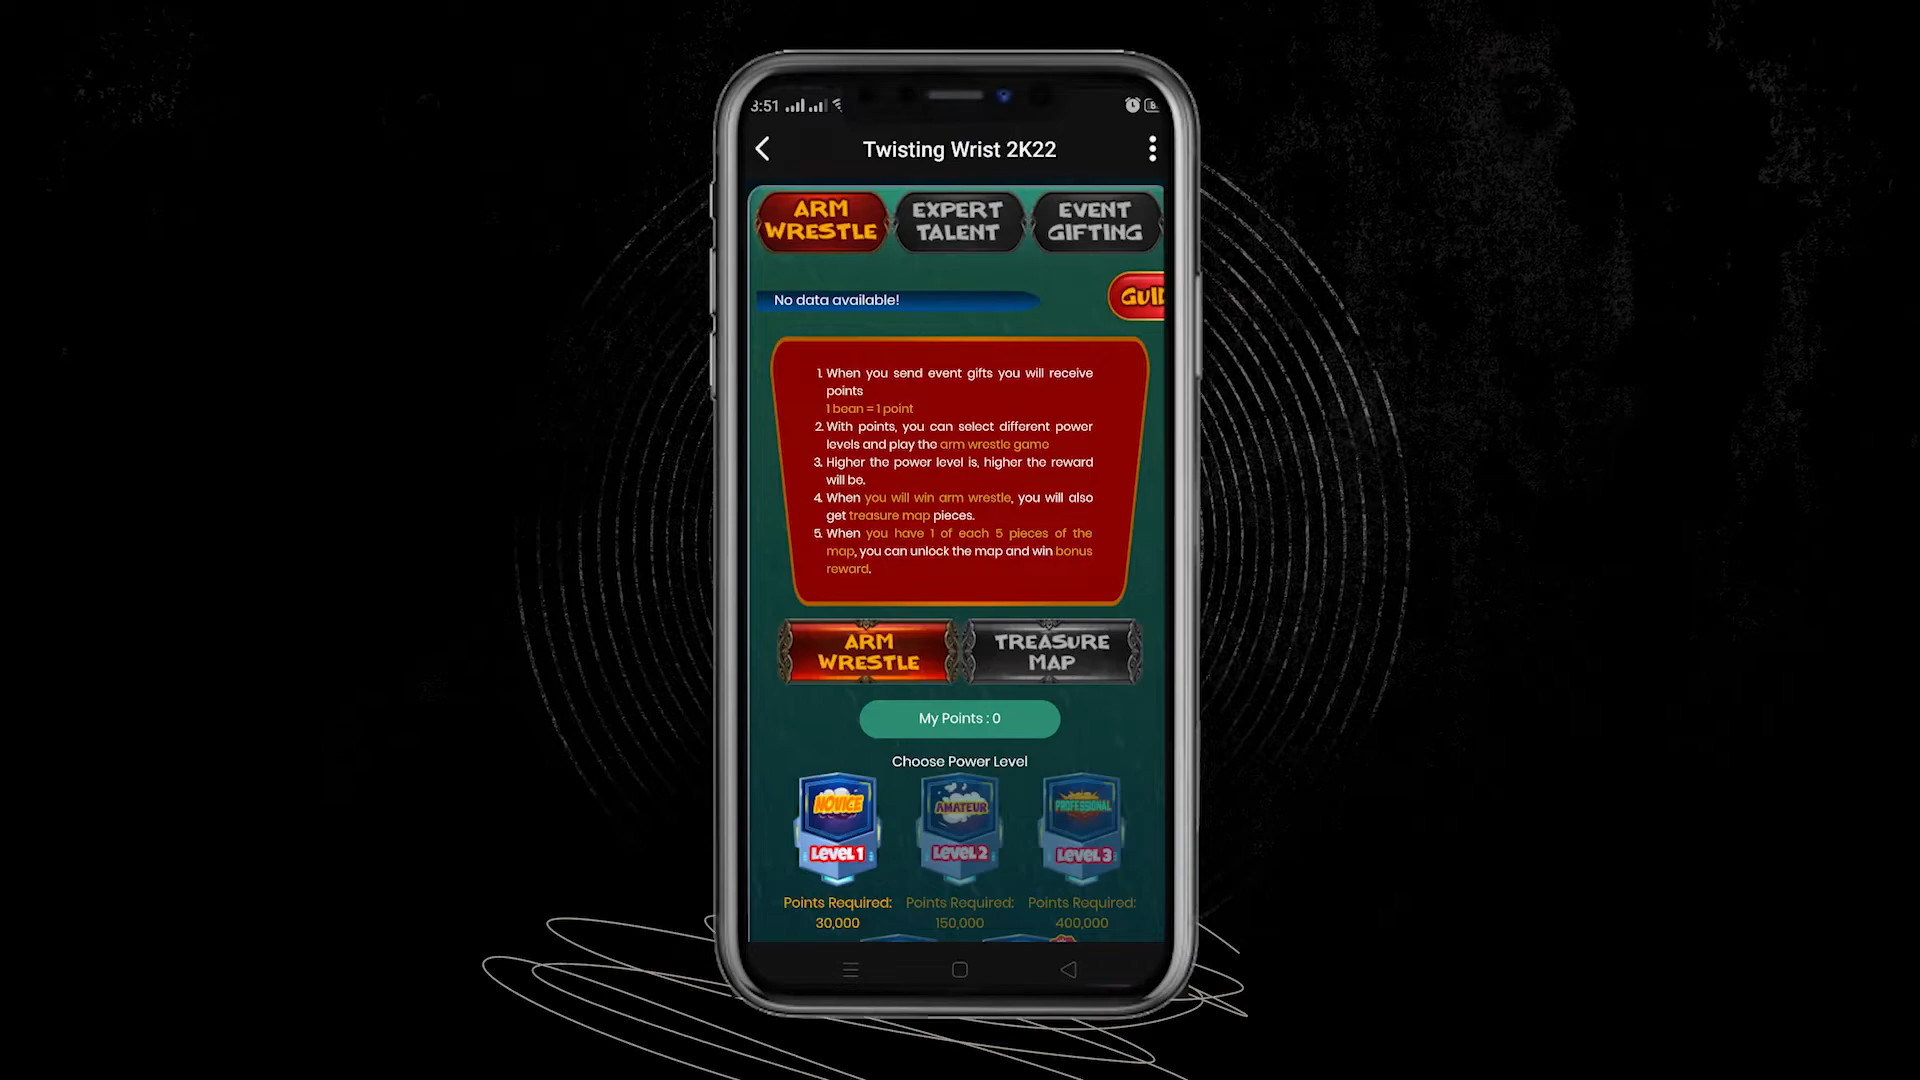 3:51
Twisting Wrist 2K22
ARM
WRESTLE
EXPERT
TALENT
EVENT
GIFTING
GUI
No data available!
1. When you send event gifts you will receive
points
1 bean = 1 point
2. With points, you can select different power
levels and play the arm wrestle game
3. Higher the power level is, higher the reward
will be.
4. When you will win arm wrestle, you will also
get treasure map pieces.
5. When you have 1 of each 5 pieces of the
map, you can unlock the map and win bonus
reward.
ARM
WRESTLE
TREASURE
MAP
My Points : 0
Choose Power Level
NOVICE
LEVEL 1
AMATEUR
LEVEL 2
PROFESSIONAL
LEVEL 3
Points Required:
30,000
Points Required:
150,000
Points Required:
400,000